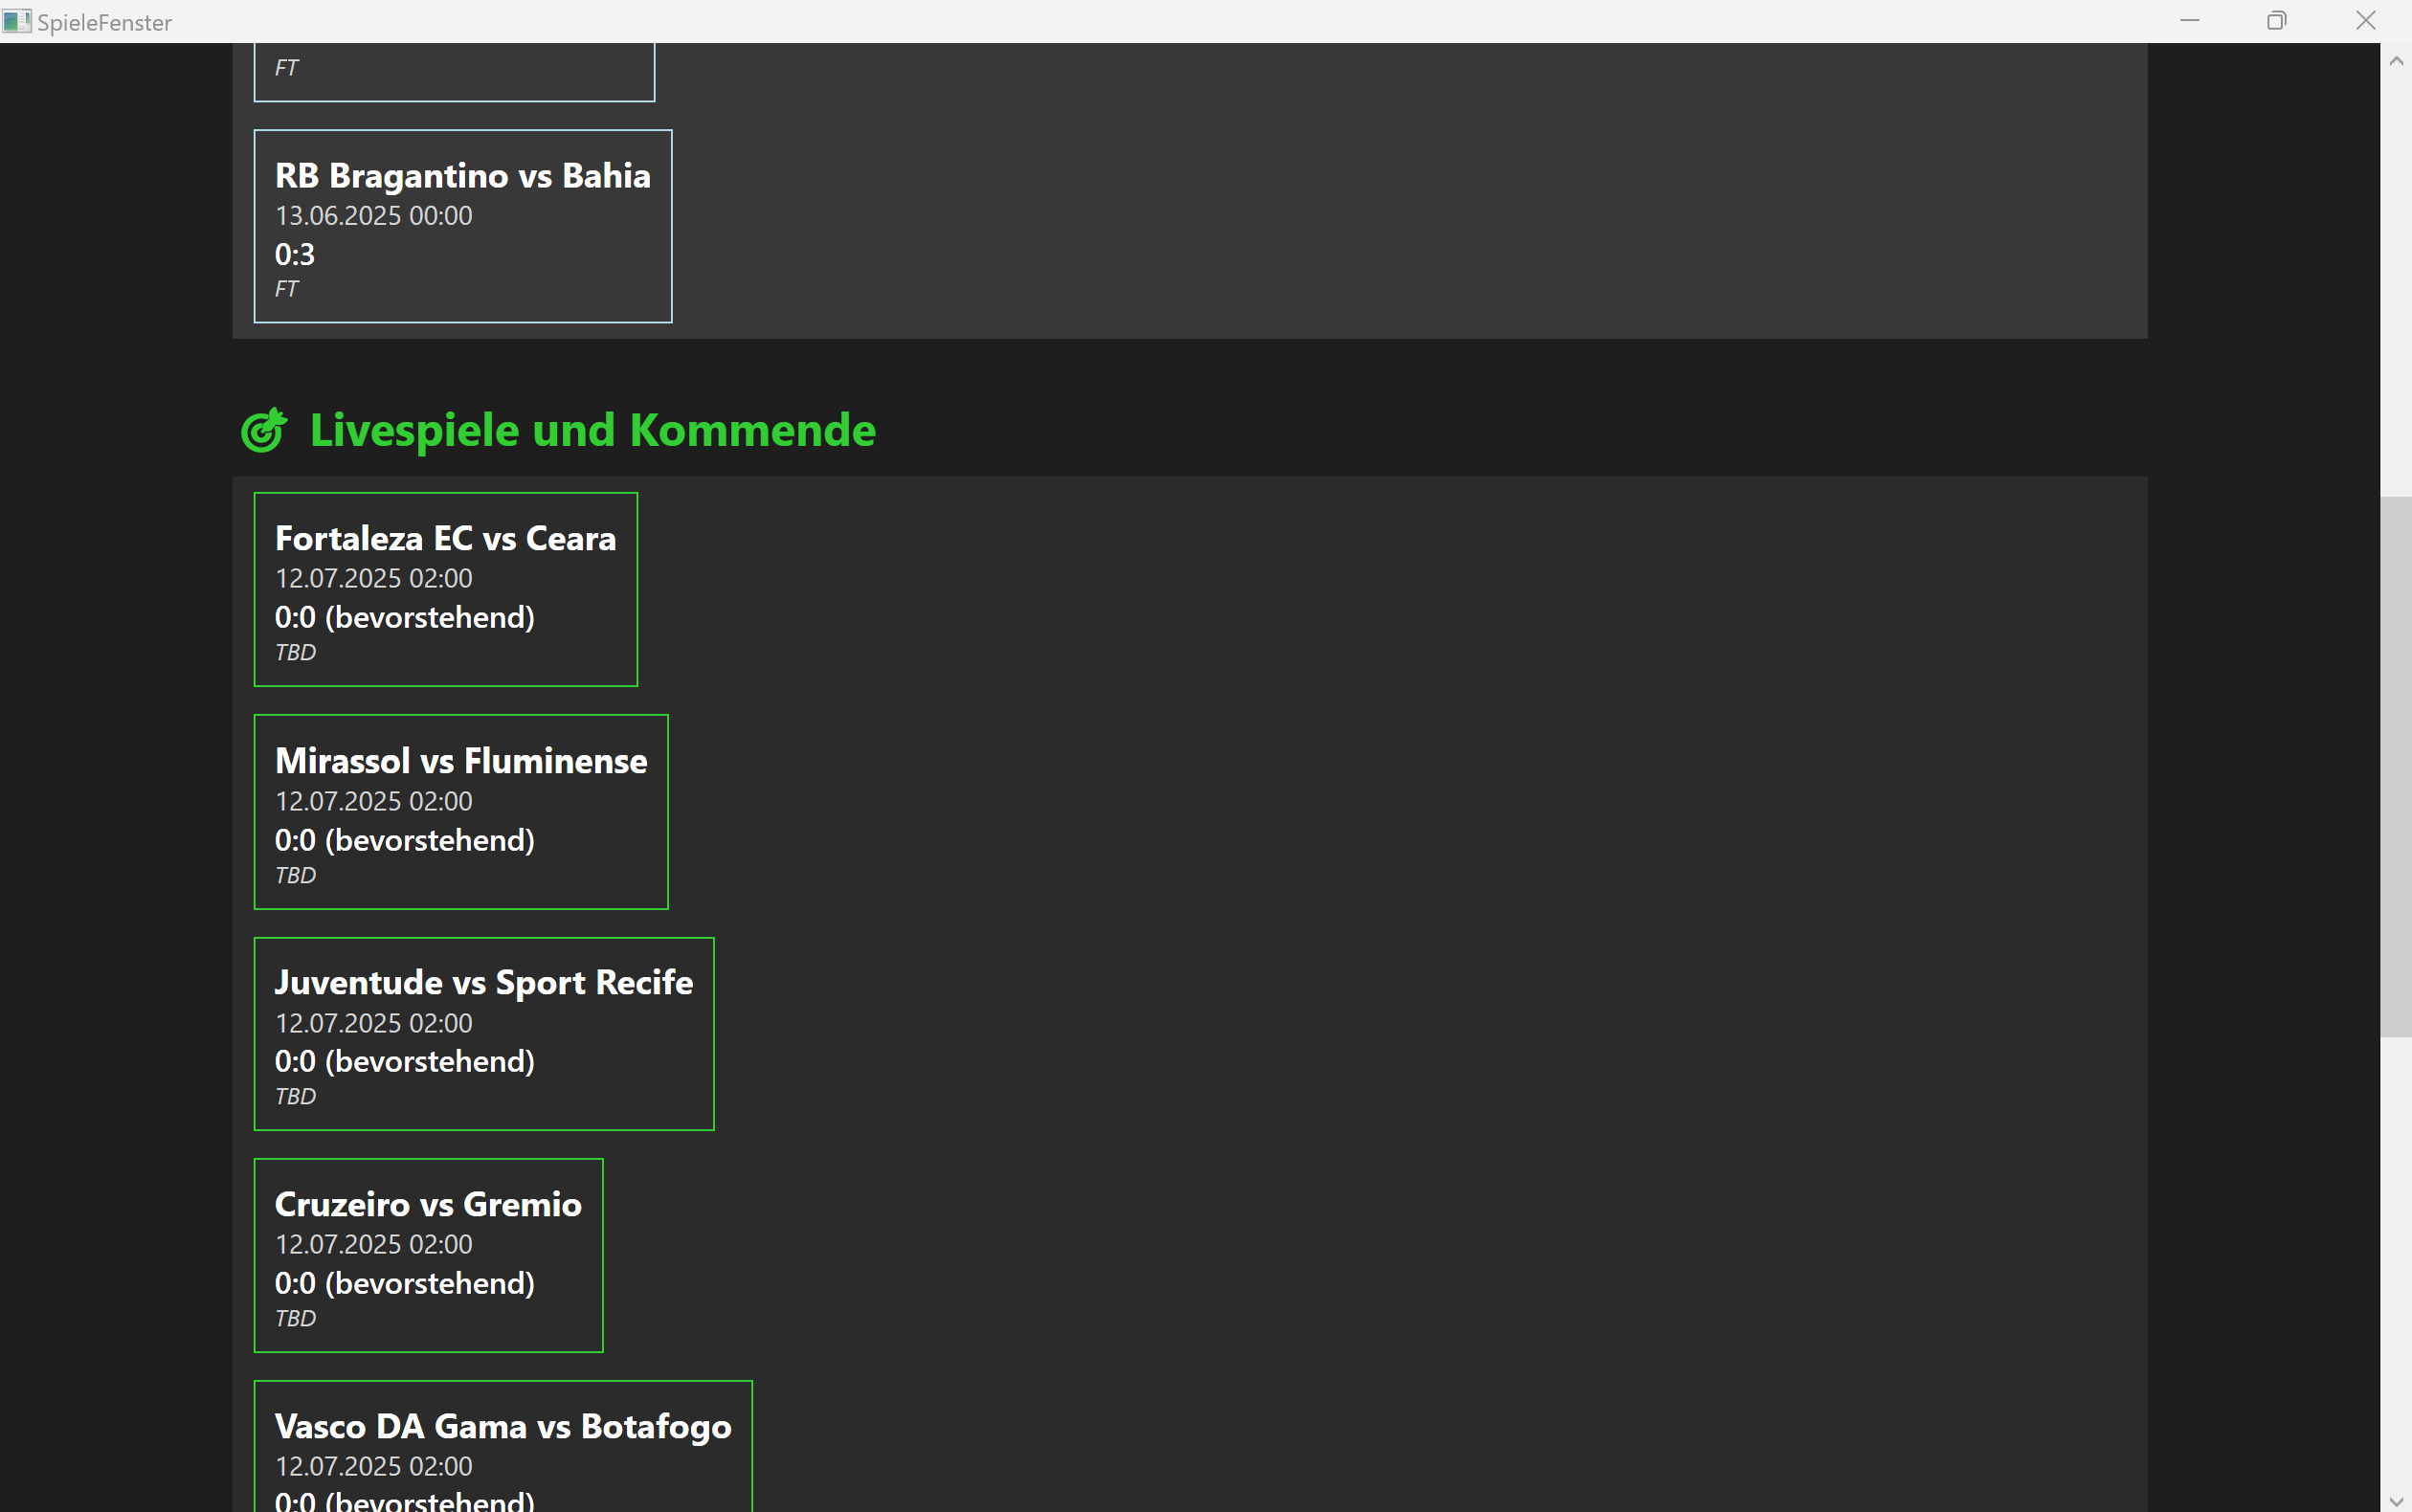 SpieleFenster
FT
RB Bragantino vs Bahia
13.06.2025 00:00
0:3
FT
Livespiele und Kommende
Fortaleza EC vs Ceara
12.07.2025 02:00
0:0 (bevorstehend)
TBD
Mirassol vs Fluminense
12.07.2025 02:00
0:0 (bevorstehend)
TBD
Juventude vs Sport Recife
12.07.2025 02:00
0:0 (bevorstehend)
TBD
Cruzeiro vs Gremio
12.07.2025 02:00
0:0 (bevorstehend)
TBD
Vasco DA Gama vs Botafogo
12.07.2025 02:00
0:0 (bevorstehend)